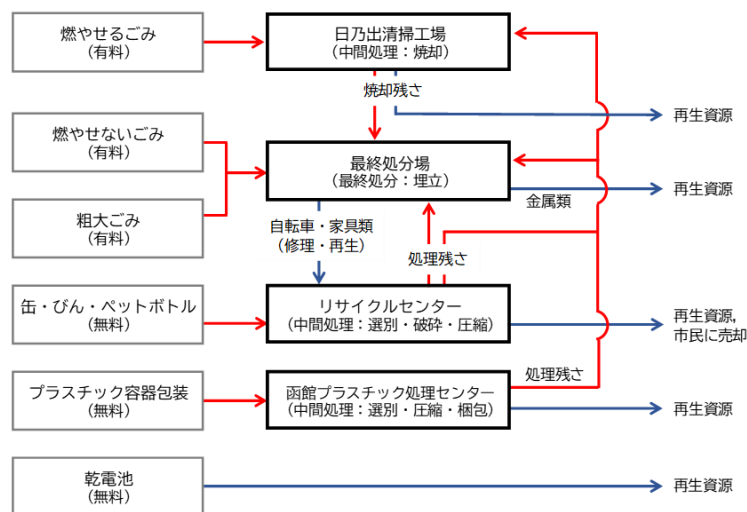 燃やせるごみ
（有料）
日乃出清掃工場
（中間処理：焼却）
焼却残さ
再生資源
燃やせないごみ
（有料）
最終処分場
（最終処分：埋立）
再生資源
金属類
粗大ごみ
（有料）
自転車・家具類
（修理・再生）
処理残さ
缶・びん・ペットボトル
（無料）
リサイクルセンター
（中間処理：選別・破砕・圧縮）
再生資源，
市民に売却
処理残さ
プラスチック容器包装
（無料）
函館プラスチック処理センター
（中間処理：選別・圧縮・梱包）
再生資源
乾電池
（無料）
再生資源